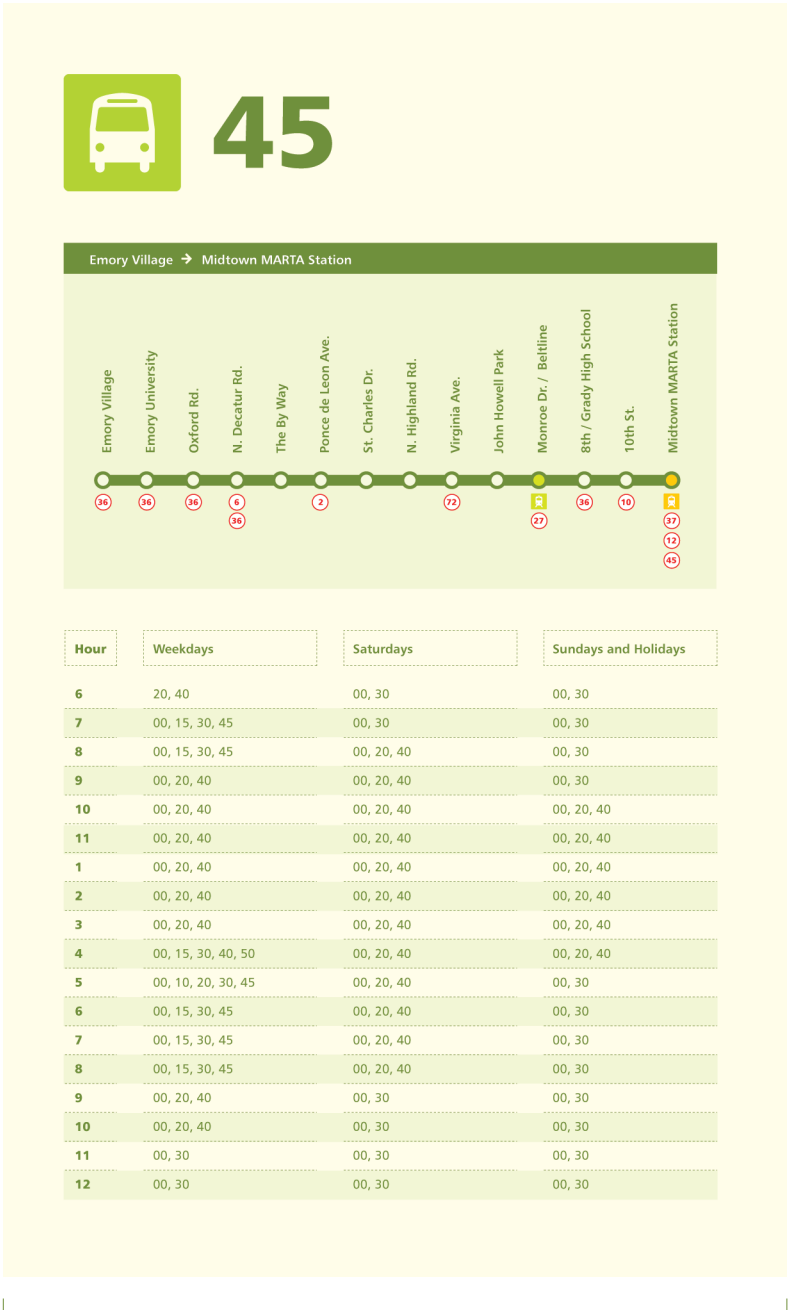 45
Emory Village → Midtown MARTA Station
Emory Village
Emory University
Oxford Rd.
N. Decatur Rd.
The By Way
Ponce de Leon Ave.
St. Charles Dr.
N. Highland Rd.
Virginia Ave.
John Howell Park
Monroe Dr. / Beltline
8th / Grady High School
10th St.
Midtown MARTA Station
36 36 36 6 2 72 36 10
36 27 37
12
45
Hour Weekdays Saturdays Sundays and Holidays
6 20, 40 00, 30 00, 30
7 00, 15, 30, 45 00, 30 00, 30
8 00, 15, 30, 45 00, 20, 40 00, 30
9 00, 20, 40 00, 20, 40 00, 30
10 00, 20, 40 00, 20, 40 00, 20, 40
11 00, 20, 40 00, 20, 40 00, 20, 40
1 00, 20, 40 00, 20, 40 00, 20, 40
2 00, 20, 40 00, 20, 40 00, 20, 40
3 00, 20, 40 00, 20, 40 00, 20, 40
4 00, 15, 30, 40, 50 00, 20, 40 00, 20, 40
5 00, 10, 20, 30, 45 00, 20, 40 00, 30
6 00, 15, 30, 45 00, 20, 40 00, 30
7 00, 15, 30, 45 00, 20, 40 00, 30
8 00, 15, 30, 45 00, 20, 40 00, 30
9 00, 20, 40 00, 30 00, 30
10 00, 20, 40 00, 30 00, 30
11 00, 30 00, 30 00, 30
12 00, 30 00, 30 00, 30